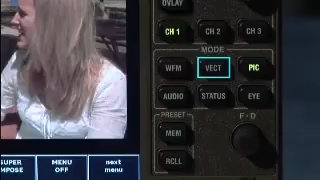 OVLAY
CH 1 CH 2 CH 3
MODE
WFM VECT PIC
AUDIO STATUS EYE
PRESET
MEM
F·D
RCLL
SUPER
MPOSE
MENU
OFF
next
menu